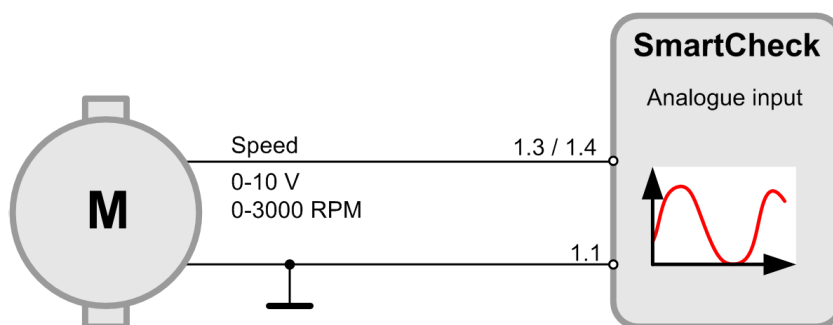 SmartCheck
Analogue input
Speed
1.3 / 1.4
0-10 V
0-3000 RPM
M
1.1